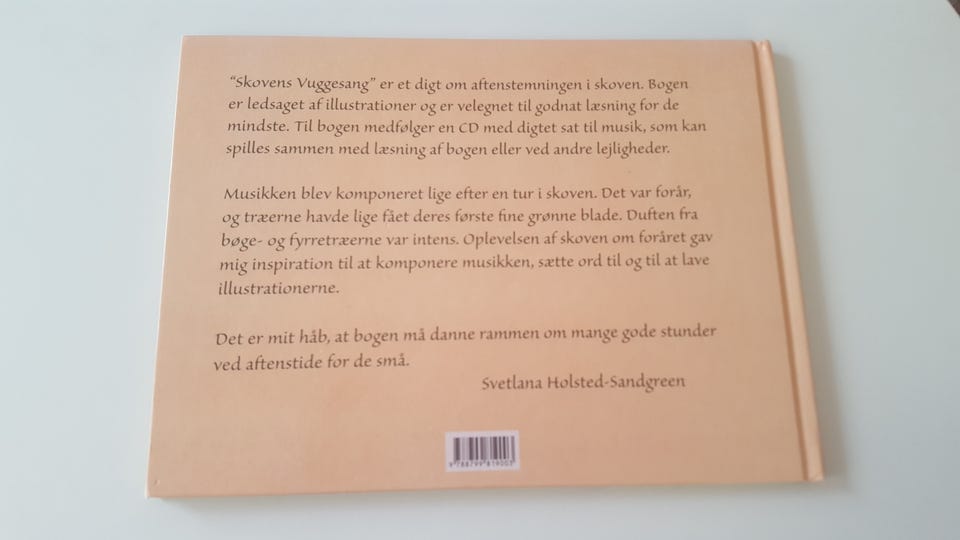 "Skovens Vuggesang" er et digt om aftenstemningen i skoven. Bogen
er ledsaget af illustrationer og er velegnet til godnat læsning for de
mindste. Til bogen medfølger en CD med digtet sat til musik, som kan
spilles sammen med læsning af bogen eller ved andre lejligheder.
Musikken blev komponeret lige efter en tur i skoven. Det var forår,
og træerne havde lige fået deres første fine grønne blade. Duften fra
bøge- og fyrretræerne var intens. Oplevelsen af skoven om foråret gav
mig inspiration til at komponere musikken, sætte ord til og til at lave
illustrationerne.
Det er mit håb, at bogen må danne rammen om mange gode stunder
ved aftenstide for de små.
Svetlana Holsted-Sandgreen
9 788799 819003